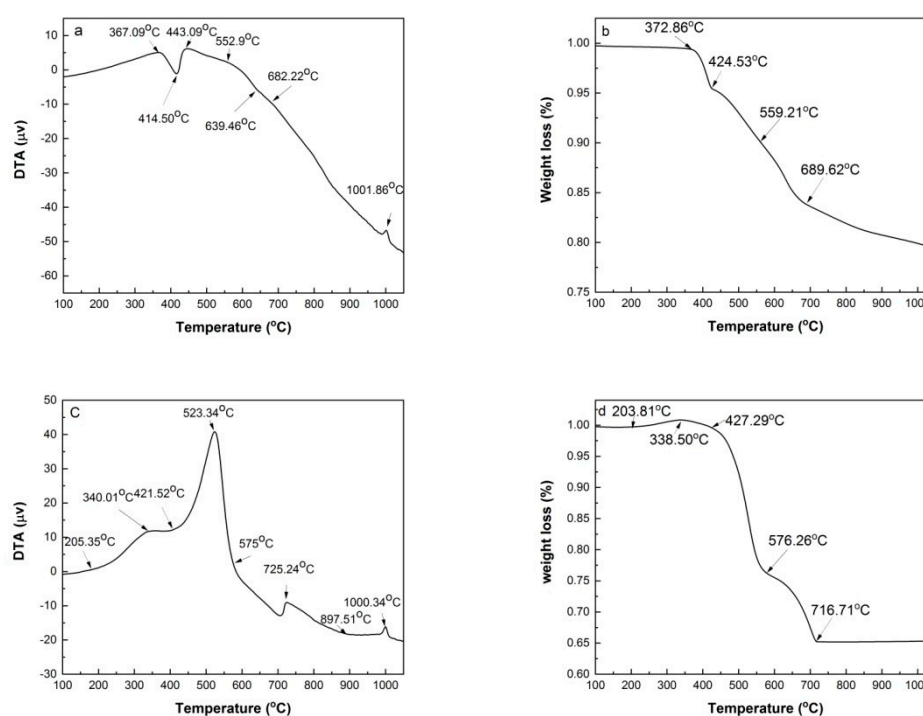 a
367.09°C
443.09°C
552.9°C
682.22°C
414.50°C
639.46°C
1001.86°C
10
0
-10
-20
-30
-40
-50
-60
DTA (μv)
100 200 300 400 500 600 700 800 900 1000
Temperature (°C)
b
372.86°C
424.53°C
559.21°C
689.62°C
1.00
0.95
0.90
0.85
0.80
0.75
Weight loss (%)
100 200 300 400 500 600 700 800 900 1000
Temperature (°C)
C
523.34°C
340.01°C
421.52°C
205.35°C
575°C
725.24°C
1000.34°C
897.51°C
50
40
30
20
10
0
-10
-20
-30
DTA (μv)
100 200 300 400 500 600 700 800 900 1000
Temperature (°C)
d
203.81°C
338.50°C
427.29°C
576.26°C
716.71°C
1.00
0.95
0.90
0.85
0.80
0.75
0.70
0.65
0.60
weight loss (%)
100 200 300 400 500 600 700 800 900 1000
Temperature (°C)